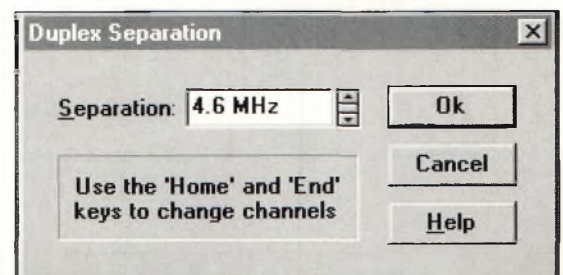 Duplex Separation
Separation: 4.6 MHz
Ok
Cancel
Use the 'Home' and 'End'
keys to change channels
Help